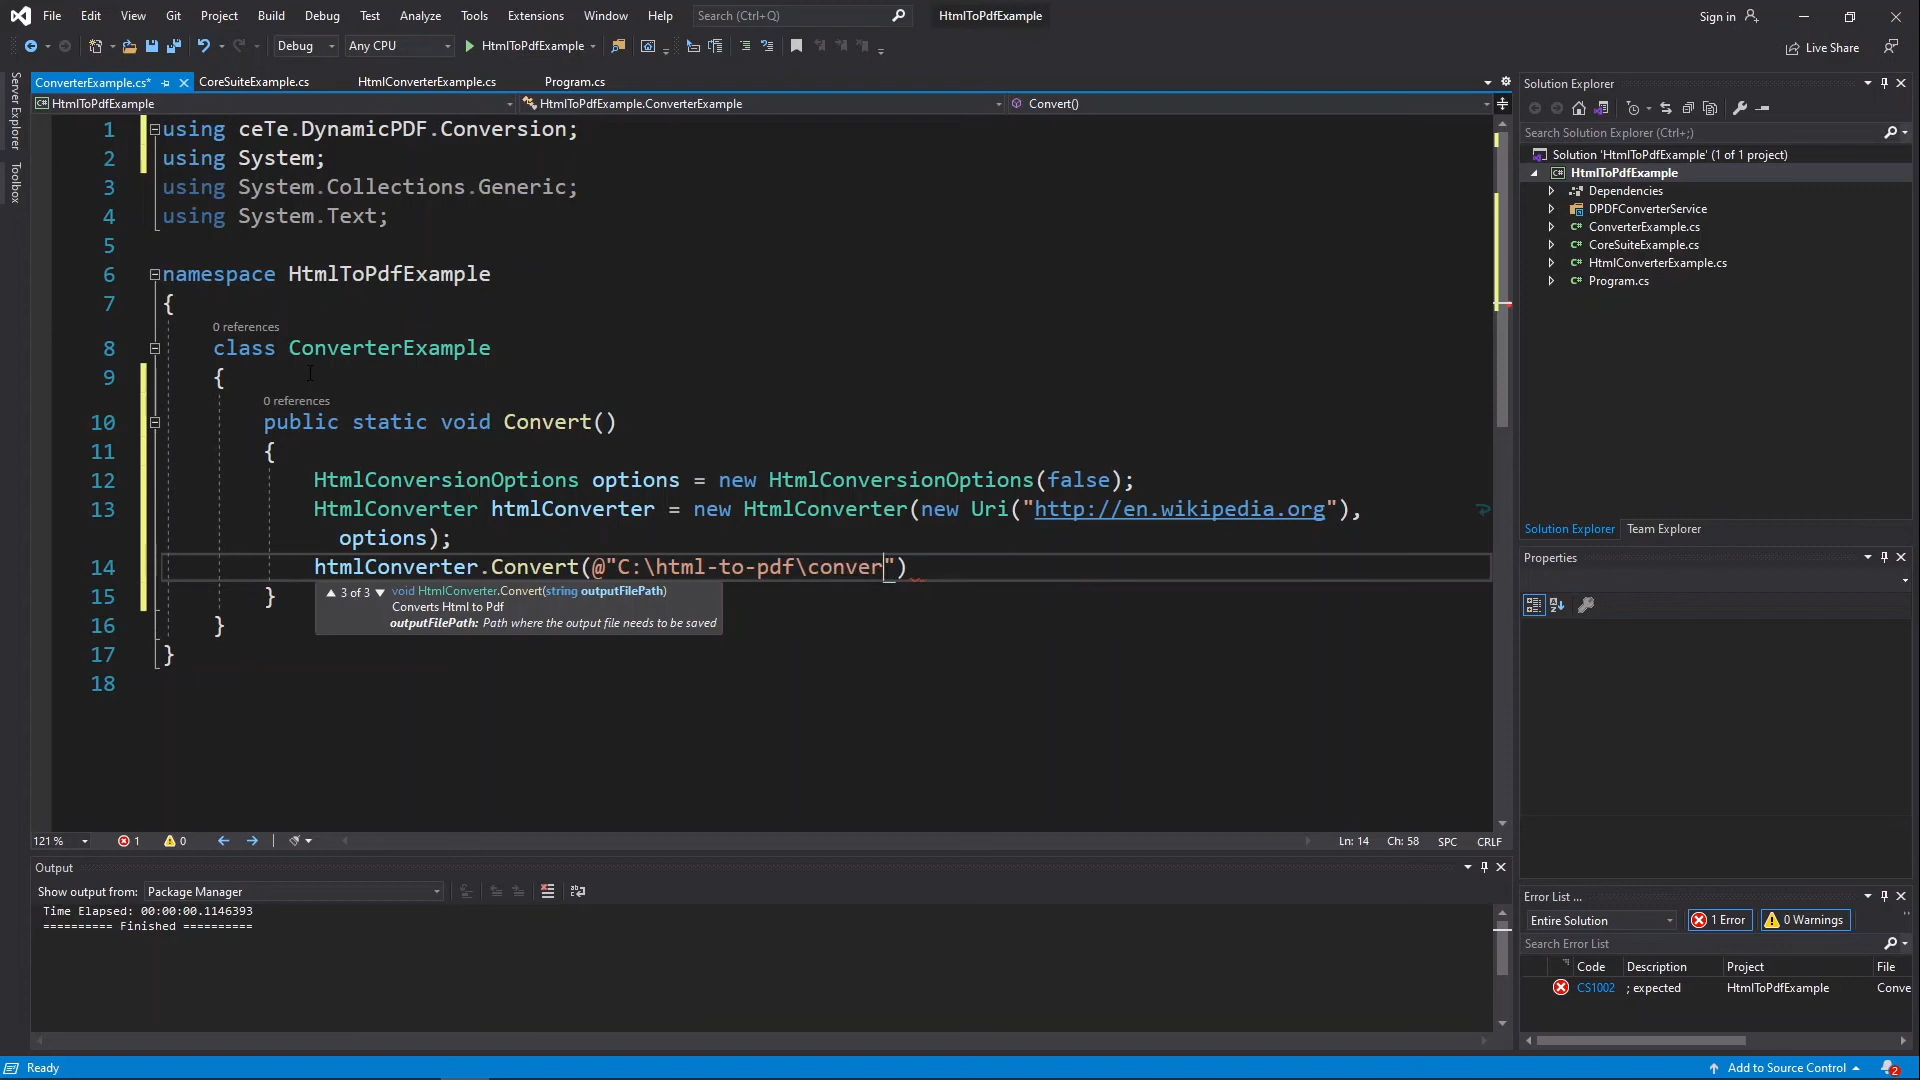 File Edit View Git Project Build Debug Test Analyze Tools Extensions Window Help Search (Ctrl+Q) HtmlToPdfExample Sign in
Debug Any CPU HtmlToPdfExample Live Share
Server Explorer
Toolbox
ConverterExample.cs* CoreSuiteExample.cs HtmlConverterExample.cs Program.cs
HtmlToPdfExample HtmlToPdfExample.ConverterExample Convert()
1 using ceTe.DynamicPDF.Conversion;
2 using System;
3 using System.Collections.Generic;
4 using System.Text;
5
6 namespace HtmlToPdfExample
7 {
0 references
8 class ConverterExample
9 {
0 references
10 public static void Convert()
11 {
12 HtmlConversionOptions options = new HtmlConversionOptions(false);
13 HtmlConverter htmlConverter = new HtmlConverter(new Uri("http://en.wikipedia.org"),
options);
14 htmlConverter.Convert(@"C:\html-to-pdf\conver")
15 }
3 of 3 void HtmlConverter.Convert(string outputFilePath)
Converts Html to Pdf
outputFilePath: Path where the output file needs to be saved
16 }
17 }
18
121 % 1 0 Ln: 14 Ch: 58 SPC CRLF
Output
Show output from: Package Manager
Time Elapsed: 00:00:00.1146393
========== Finished ==========
Solution Explorer
Search Solution Explorer (Ctrl+;)
Solution 'HtmlToPdfExample' (1 of 1 project)
HtmlToPdfExample
Dependencies
DPDFConverterService
ConverterExample.cs
CoreSuiteExample.cs
HtmlConverterExample.cs
Program.cs
Solution Explorer Team Explorer
Properties
Error List ...
Entire Solution 1 Error 0 Warnings
Search Error List
Code Description Project File
CS1002 ; expected HtmlToPdfExample Conve
Ready Add to Source Control 2